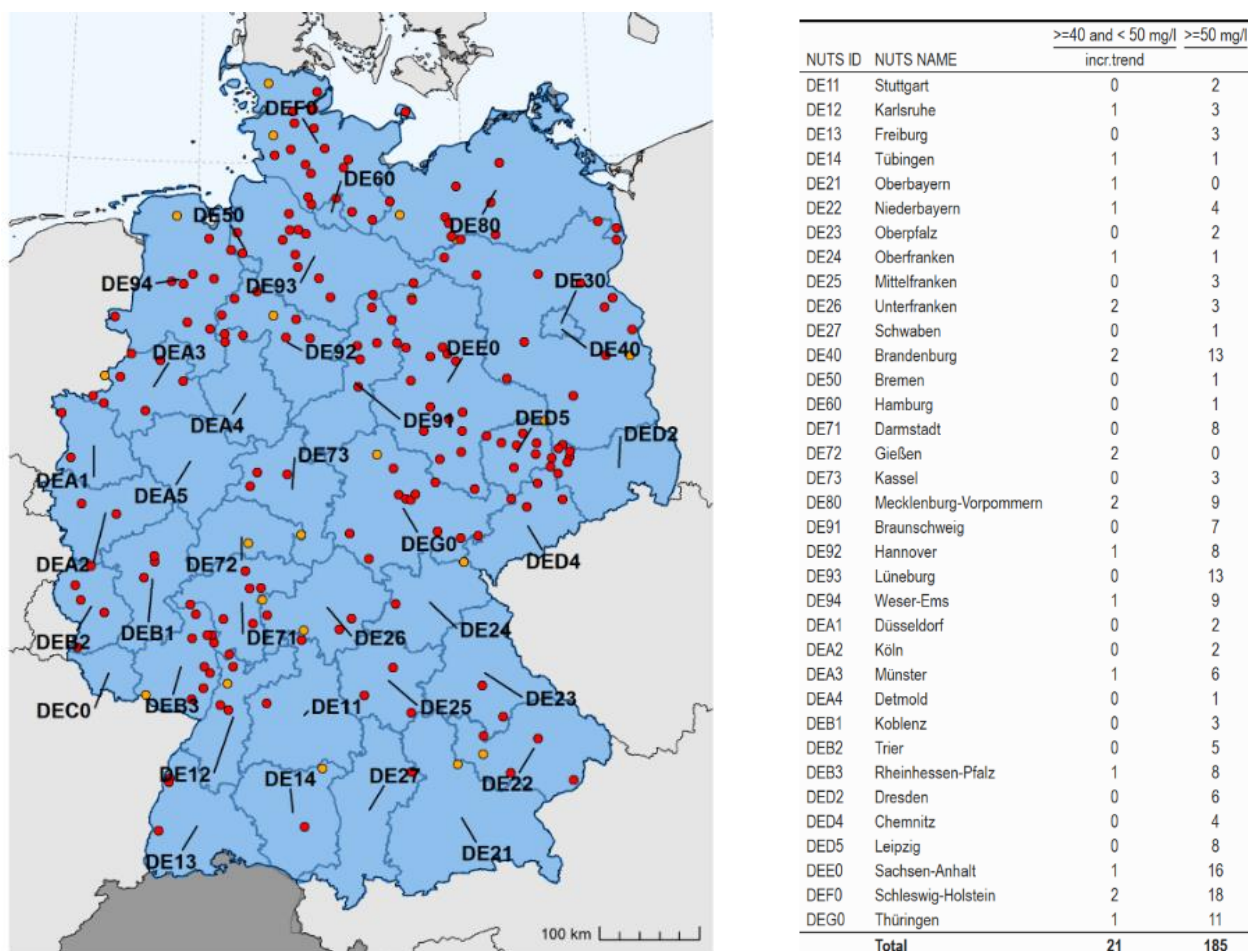 DEF0
DE60
DE50
DE80
DE94
DE93
DE30
DE40
DEA3
DE92
DEE0
DE91
DEA4
DED5
DED2
DE73
DEA1
DEA5
DEG0
DED4
DEA2
DE72
DEB2
DEB1
DE71
DE26
DE24
DEC0
DEB3
DE11
DE25
DE23
DE12
DE14
DE27
DE22
DE13
DE21
100 km
>=40 and < 50 mg/l >=50 mg/l
NUTS ID NUTS NAME incr.trend
DE11 Stuttgart 0 2
DE12 Karlsruhe 1 3
DE13 Freiburg 0 3
DE14 Tübingen 1 1
DE21 Oberbayern 1 0
DE22 Niederbayern 1 4
DE23 Oberpfalz 0 2
DE24 Oberfranken 1 1
DE25 Mittelfranken 0 3
DE26 Unterfranken 2 3
DE27 Schwaben 0 1
DE40 Brandenburg 2 13
DE50 Bremen 0 1
DE60 Hamburg 0 1
DE71 Darmstadt 0 8
DE72 Gießen 2 0
DE73 Kassel 0 3
DE80 Mecklenburg-Vorpommern 2 9
DE91 Braunschweig 0 7
DE92 Hannover 1 8
DE93 Lüneburg 0 13
DE94 Weser-Ems 1 9
DEA1 Düsseldorf 0 2
DEA2 Köln 0 2
DEA3 Münster 1 6
DEA4 Detmold 0 1
DEB1 Koblenz 0 3
DEB2 Trier 0 5
DEB3 Rheinhessen-Pfalz 1 8
DED2 Dresden 0 6
DED4 Chemnitz 0 4
DED5 Leipzig 0 8
DEE0 Sachsen-Anhalt 1 16
DEF0 Schleswig-Holstein 2 18
DEG0 Thüringen 1 11
Total 21 185